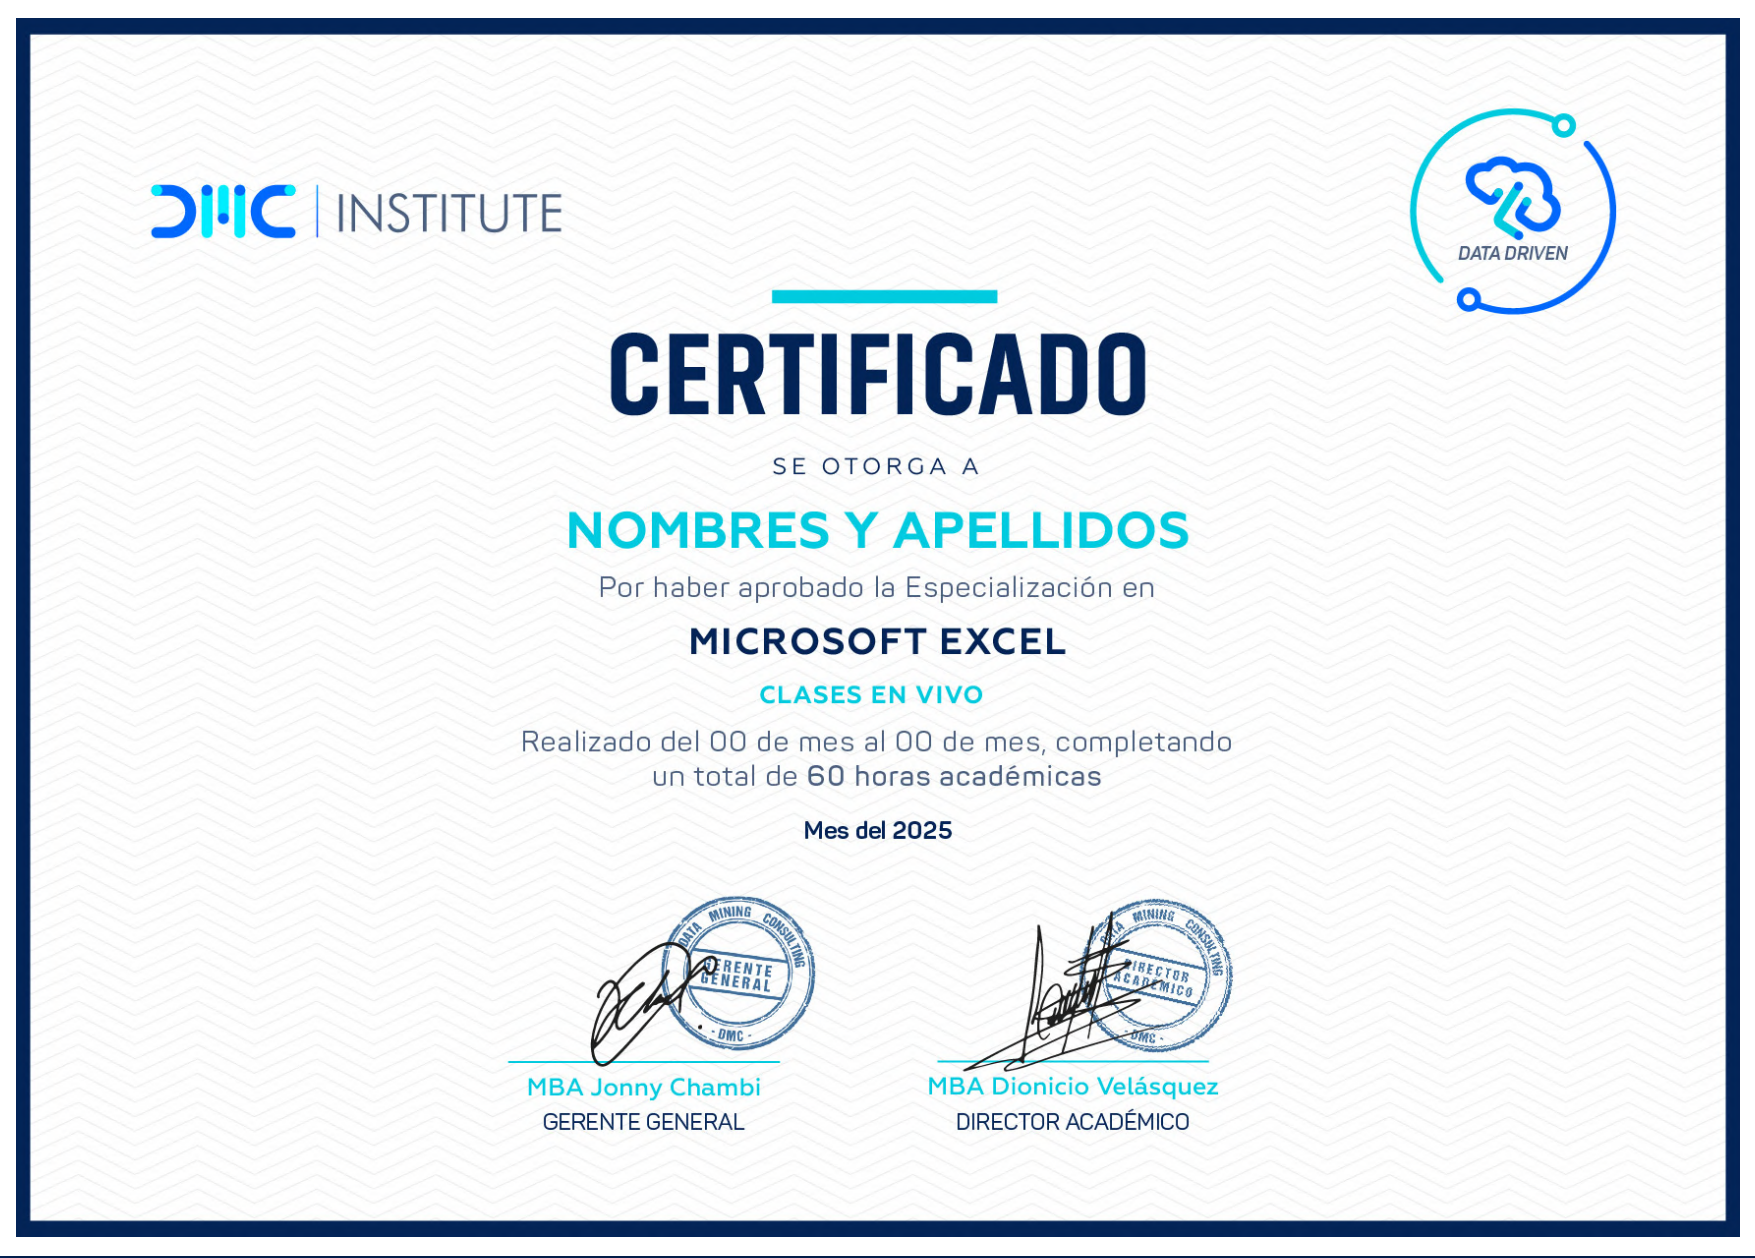 DMC | INSTITUTE
DATA DRIVEN
CERTIFICADO
SE OTORGA A
NOMBRES Y APELLIDOS
Por haber aprobado la Especialización en
MICROSOFT EXCEL
CLASES EN VIVO
Realizado del 00 de mes al 00 de mes, completando
un total de 60 horas académicas
Mes del 2025
DATA MINING CONSULTING
GERENTE
GENERAL
- DMC -
DATA MINING CONSULTING
DIRECTOR
ACADÉMICO
- DMC -
MBA Jonny Chambi
GERENTE GENERAL
MBA Dionicio Velásquez
DIRECTOR ACADÉMICO